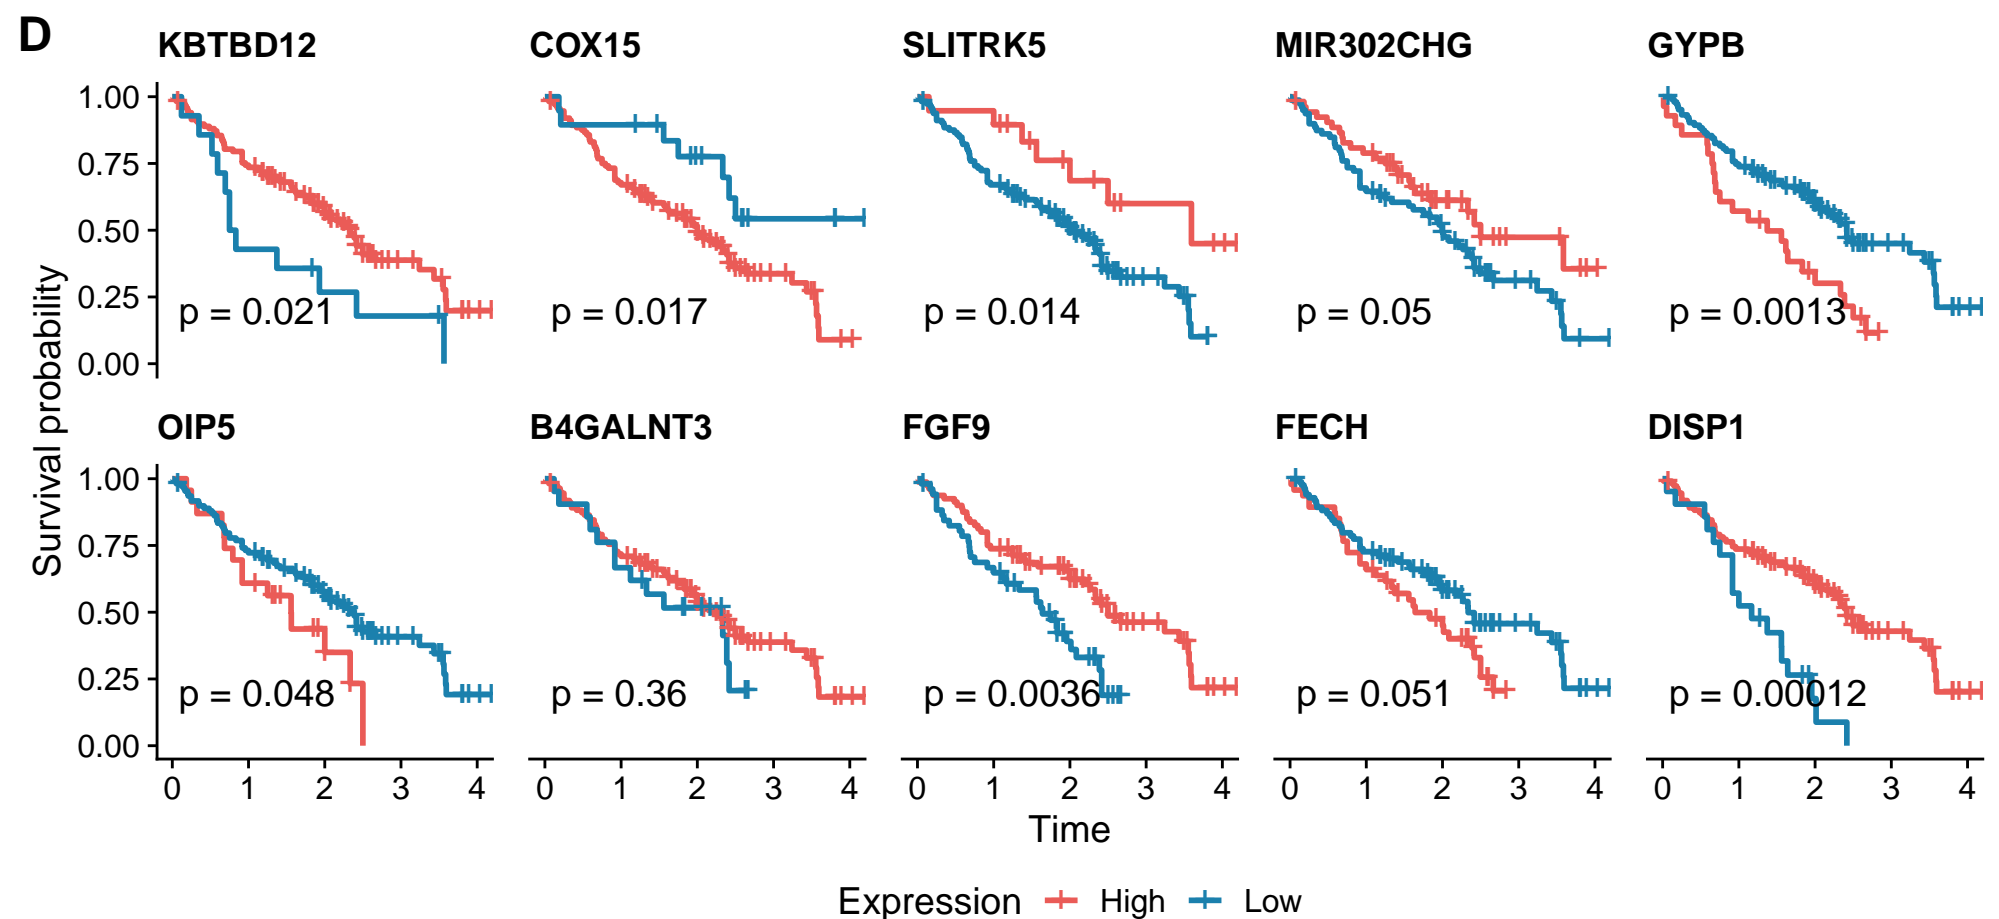 D
KBTBD12 COX15 SLITRK5 MIR302CHG GYPB
1.00
0.75
0.50
0.25
0.00
p = 0.021 p = 0.017 p = 0.014 p = 0.05 p = 0.0013
Survival probability
OIP5 B4GALNT3 FGF9 FECH DISP1
1.00
0.75
0.50
0.25
0.00
p = 0.048 p = 0.36 p = 0.0036 p = 0.051 p = 0.00012
0 1 2 3 4 0 1 2 3 4 0 1 2 3 4 0 1 2 3 4 0 1 2 3 4
Time
Expression High Low